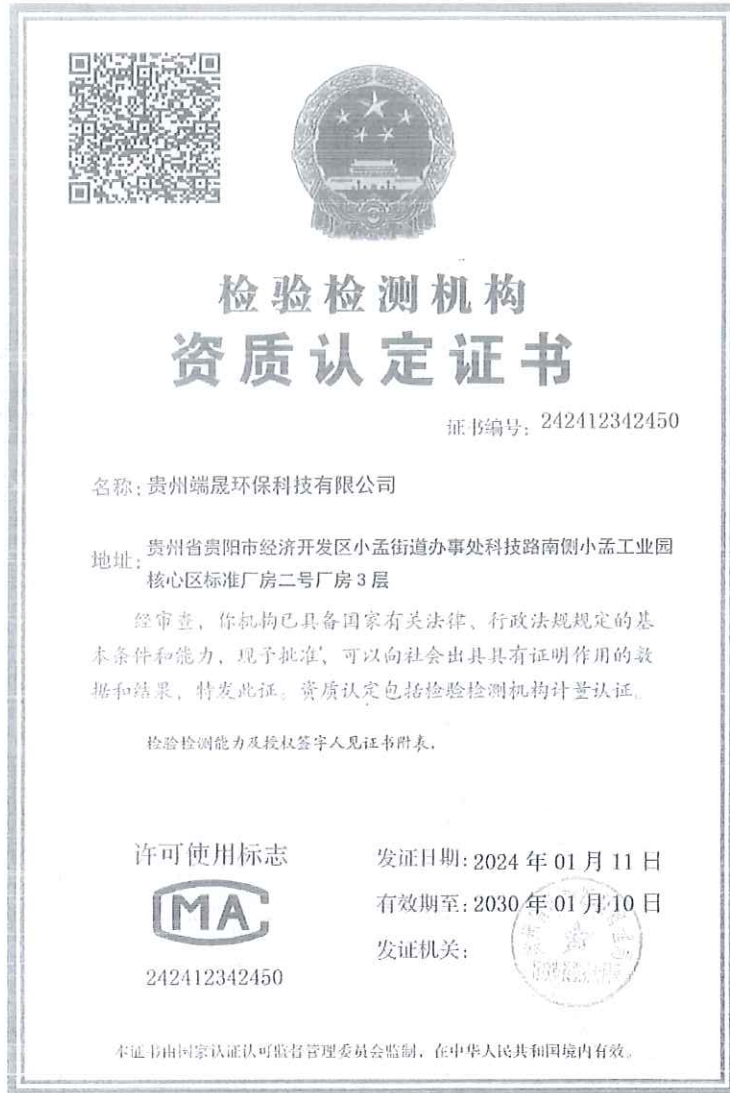 检验检测机构
资质认定证书
证书编号：242412342450
名称：贵州端晟环保科技有限公司
地址：贵州省贵阳市经济开发区小孟街道办事处科技路南侧小孟工业园
核心区标准厂房二号厂房3层
经审查，你机构已具备国家有关法律、行政法规规定的基
本条件和能力，现予批准，可以向社会出具具有证明作用的数
据和结果，特发此证。资质认定包括检验检测机构计量认证。
检验检测能力及授权签字人见证书附表。
许可使用标志
MA
242412342450
发证日期：2024年01月11日
有效期至：2030年01月10日
发证机关：
本证书由国家认证认可监督管理委员会监制，在中华人民共和国境内有效。